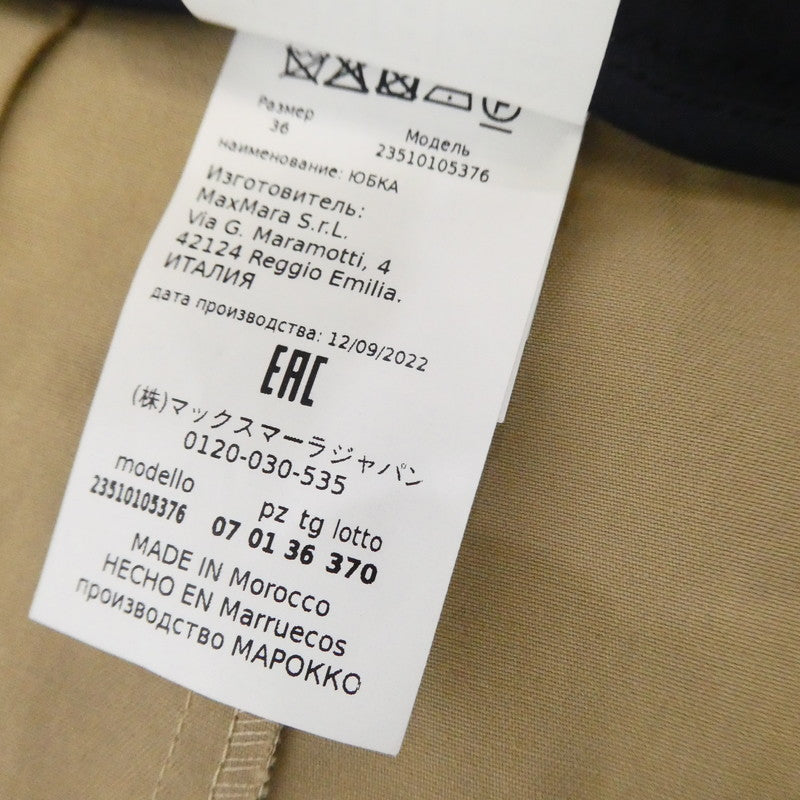 Размер
36
Модель
23510105376
наименование: ЮБКА
Изготовитель:
MaxMara S.r.L.
Via G. Maramotti, 4
42124 Reggio Emilia.
ИТАЛИЯ
дата производства: 12/09/2022
EAC
(株)マックスマーラジャパン
0120-030-535
modello
23510105376
pz tg lotto
07 01 36 370
MADE IN Morocco
HECHO EN Marruecos
производство МАРОККО